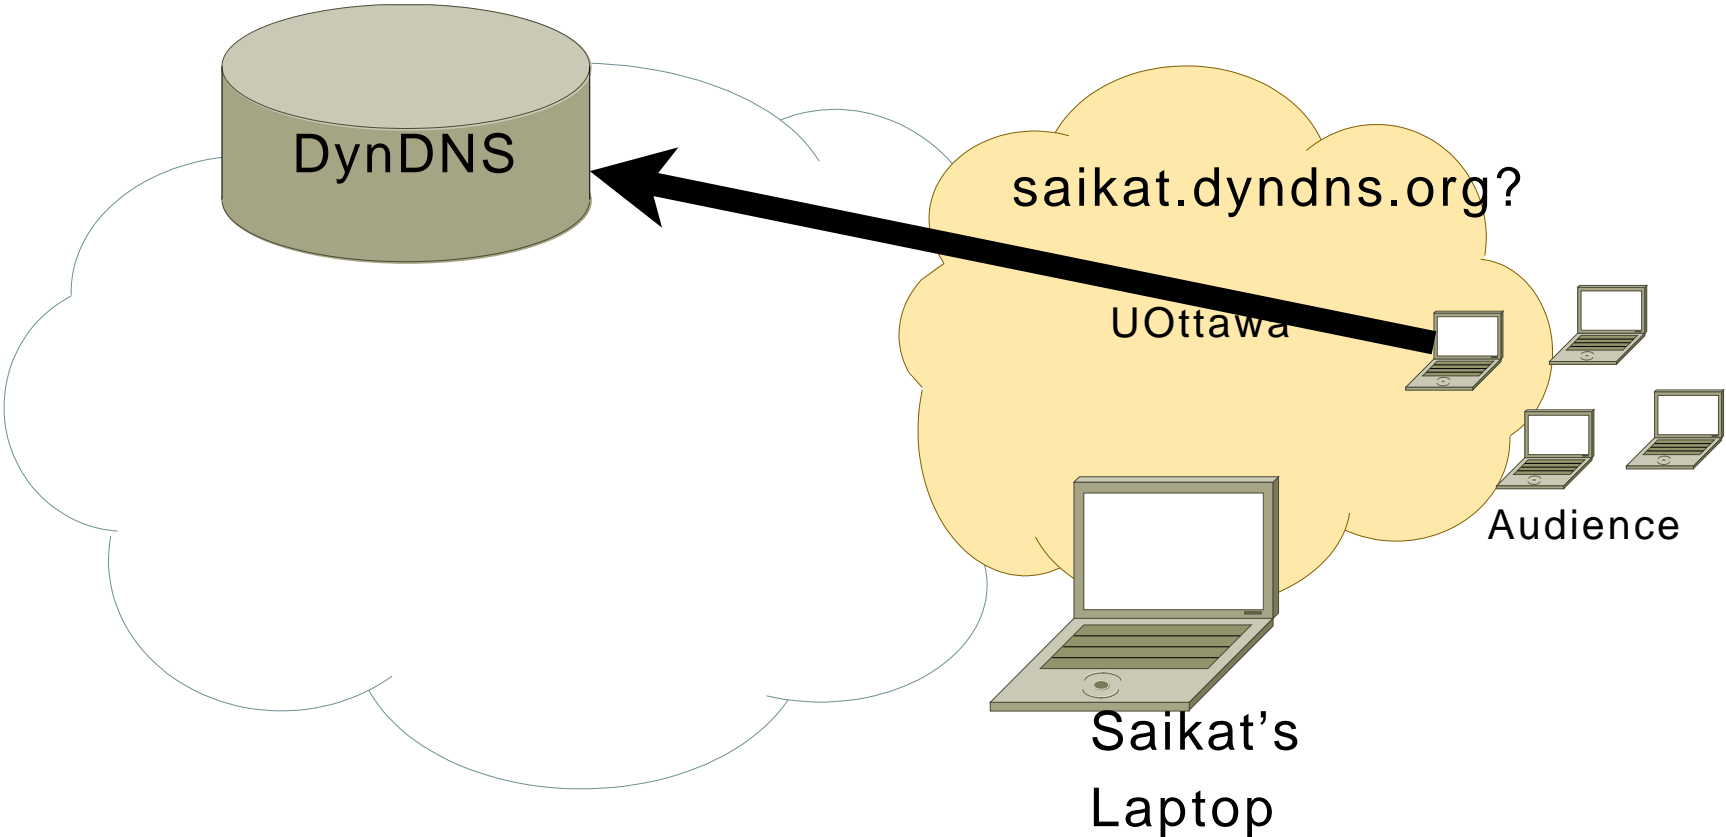 DynDNS
saikat.dyndns.org?
UOttawa
Audience
Saikat’s
Laptop